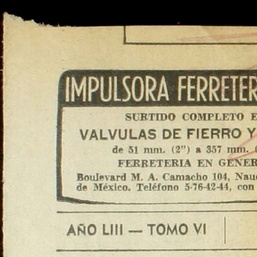 IMPULSORA FERRETER
SURTIDO COMPLETO E
VALVULAS DE FIERRO Y
de 51 mm. (2") a 357 mm.
FERRETERIA EN GENER
Boulevard M. A. Camacho 104, Nau
de México. Teléfono 5-76-42-44, con
AÑO LIII — TOMO VI